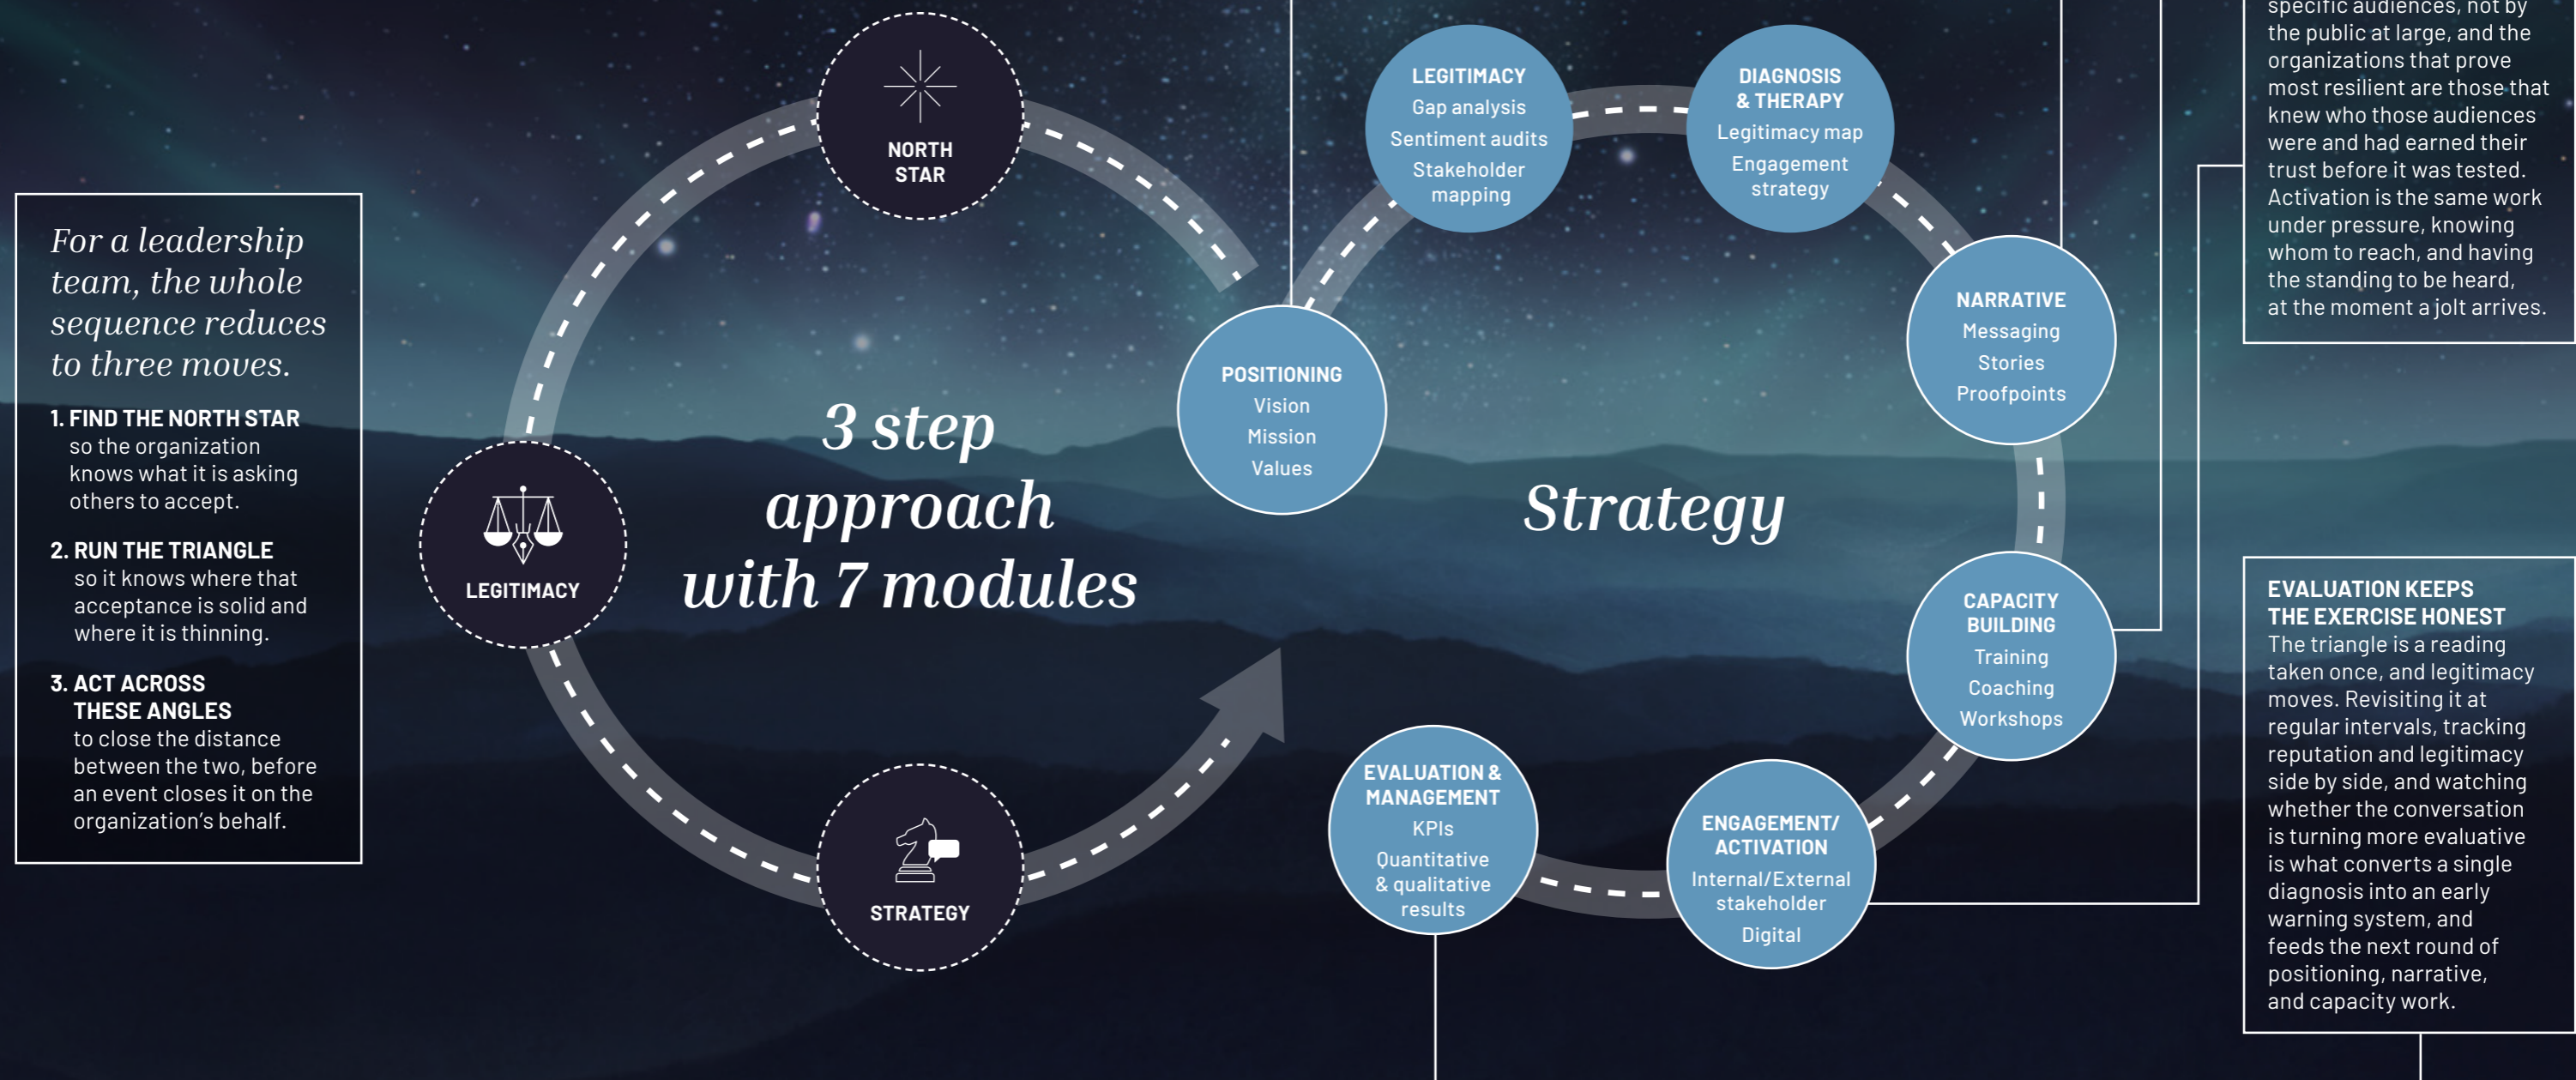 For a leadership
team, the whole
sequence reduces
to three moves.
1. FIND THE NORTH STAR
so the organization
knows what it is asking
others to accept.
2. RUN THE TRIANGLE
so it knows where that
acceptance is solid and
where it is thinning.
3. ACT ACROSS
THESE ANGLES
to close the distance
between the two, before
an event closes it on the
organization's behalf.
NORTH
STAR
LEGITIMACY
STRATEGY
3 step
approach
with 7 modules
POSITIONING
Vision
Mission
Values
LEGITIMACY
Gap analysis
Sentiment audits
Stakeholder
mapping
DIAGNOSIS
& THERAPY
Legitimacy map
Engagement
strategy
NARRATIVE
Messaging
Stories
Proofpoints
Strategy
CAPACITY
BUILDING
Training
Coaching
Workshops
ENGAGEMENT/
ACTIVATION
Internal/External
stakeholder
Digital
EVALUATION &
MANAGEMENT
KPIs
Quantitative
& qualitative
results
specific audiences, not by
the public at large, and the
organizations that prove
most resilient are those that
knew who those audiences
were and had earned their
trust before it was tested.
Activation is the same work
under pressure, knowing
whom to reach, and having
the standing to be heard,
at the moment a jolt arrives.
EVALUATION KEEPS
THE EXERCISE HONEST
The triangle is a reading
taken once, and legitimacy
moves. Revisiting it at
regular intervals, tracking
reputation and legitimacy
side by side, and watching
whether the conversation
is turning more evaluative
is what converts a single
diagnosis into an early
warning system, and
feeds the next round of
positioning, narrative,
and capacity work.